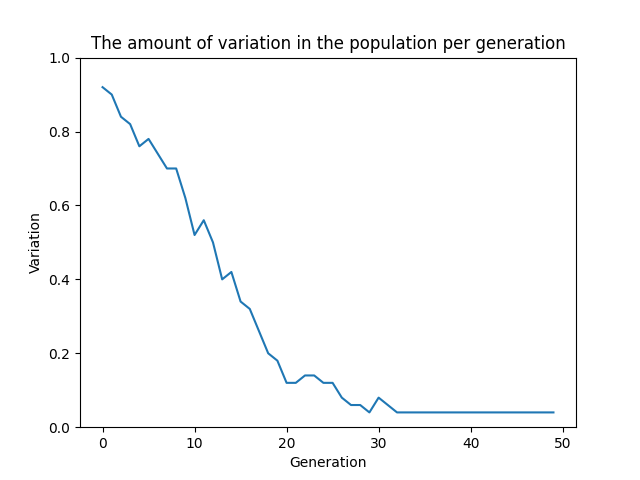 The amount of variation in the population per generation
1.0
0.8
0.6
0.4
0.2
0.0
Variation
0 10 20 30 40 50
Generation